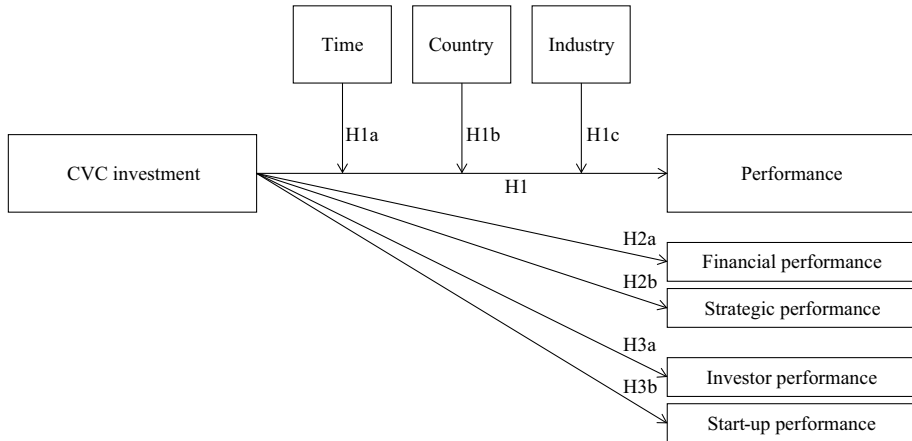 Time
Country
Industry
H1a
H1b
H1c
CVC investment
H1
Performance
H2a
Financial performance
H2b
Strategic performance
H3a
Investor performance
H3b
Start-up performance